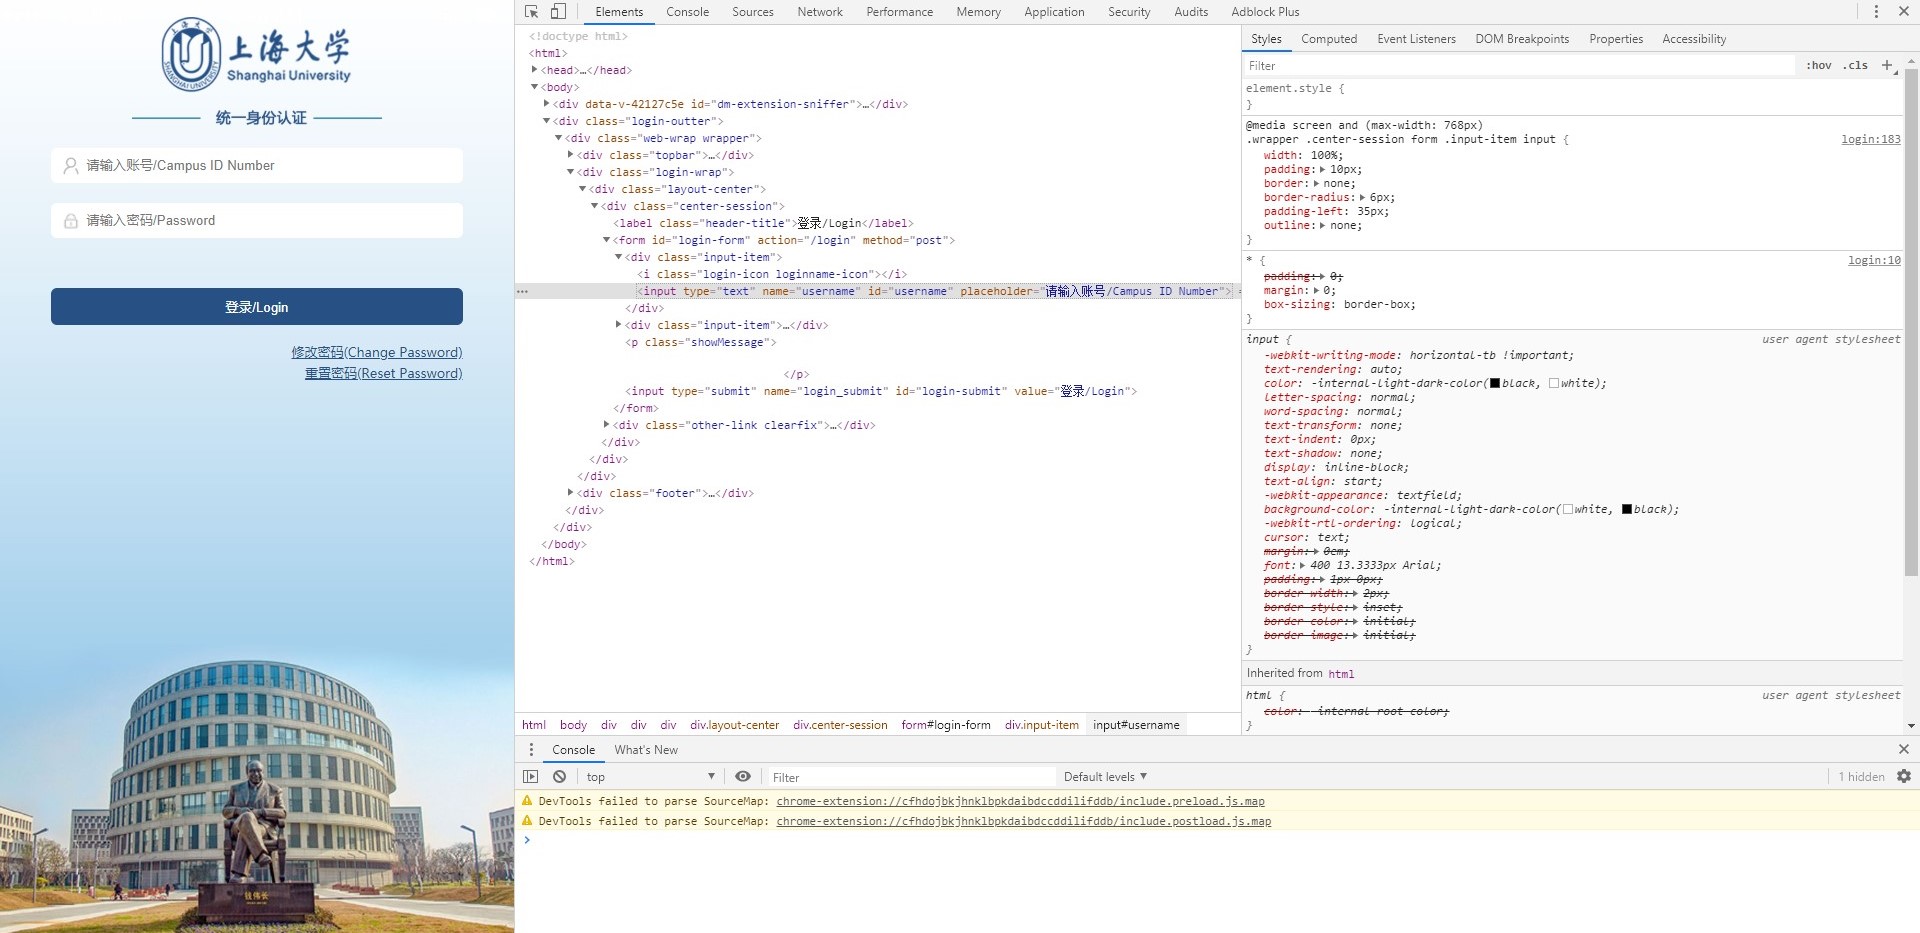 上海大学
Shanghai University
统一身份认证
请输入账号/Campus ID Number
请输入密码/Password
登录/Login
修改密码(Change Password)
重置密码(Reset Password)
钱伟长
Elements Console Sources Network Performance Memory Application Security Audits Adblock Plus
<!doctype html>
<html>
<head>…</head>
<body>
<div data-v-42127c5e id="dm-extension-sniffer">…</div>
<div class="login-outter">
<div class="web-wrap wrapper">
<div class="topbar">…</div>
<div class="login-wrap">
<div class="layout-center">
<div class="center-session">
<label class="header-title">登录/Login</label>
<form id="login-form" action="/login" method="post">
<div class="input-item">
<i class="login-icon loginname-icon"></i>
<input type="text" name="username" id="username" placeholder="请输入账号/Campus ID Number"> =
</div>
<div class="input-item">…</div>
<p class="showMessage">
</p>
<input type="submit" name="login_submit" id="login-submit" value="登录/Login">
</form>
<div class="other-link clearfix">…</div>
</div>
</div>
</div>
<div class="footer">…</div>
</div>
</div>
</body>
</html>
html body div div div div.layout-center div.center-session form#login-form div.input-item input#username
Styles Computed Event Listeners DOM Breakpoints Properties Accessibility
Filter :hov .cls +
element.style {
}
@media screen and (max-width: 768px)
.wrapper .center-session form .input-item input { login:183
width: 100%;
padding: 10px;
border: none;
border-radius: 6px;
padding-left: 35px;
outline: none;
}
* { login:10
padding: 0;
margin: 0;
box-sizing: border-box;
}
input { user agent stylesheet
-webkit-writing-mode: horizontal-tb !important;
text-rendering: auto;
color: -internal-light-dark-color(black, white);
letter-spacing: normal;
word-spacing: normal;
text-transform: none;
text-indent: 0px;
text-shadow: none;
display: inline-block;
text-align: start;
-webkit-appearance: textfield;
background-color: -internal-light-dark-color(white, black);
-webkit-rtl-ordering: logical;
cursor: text;
margin: 0em;
font: 400 13.3333px Arial;
padding: 1px 0px;
border-width: 2px;
border-style: inset;
border-color: initial;
border-image: initial;
}
Inherited from html
html { user agent stylesheet
color: -internal-root-color;
}
Console What's New
top Filter Default levels 1 hidden
DevTools failed to parse SourceMap: chrome-extension://cfhdojbkjhnklbpkdaibdccddilifddb/include.preload.js.map
DevTools failed to parse SourceMap: chrome-extension://cfhdojbkjhnklbpkdaibdccddilifddb/include.postload.js.map